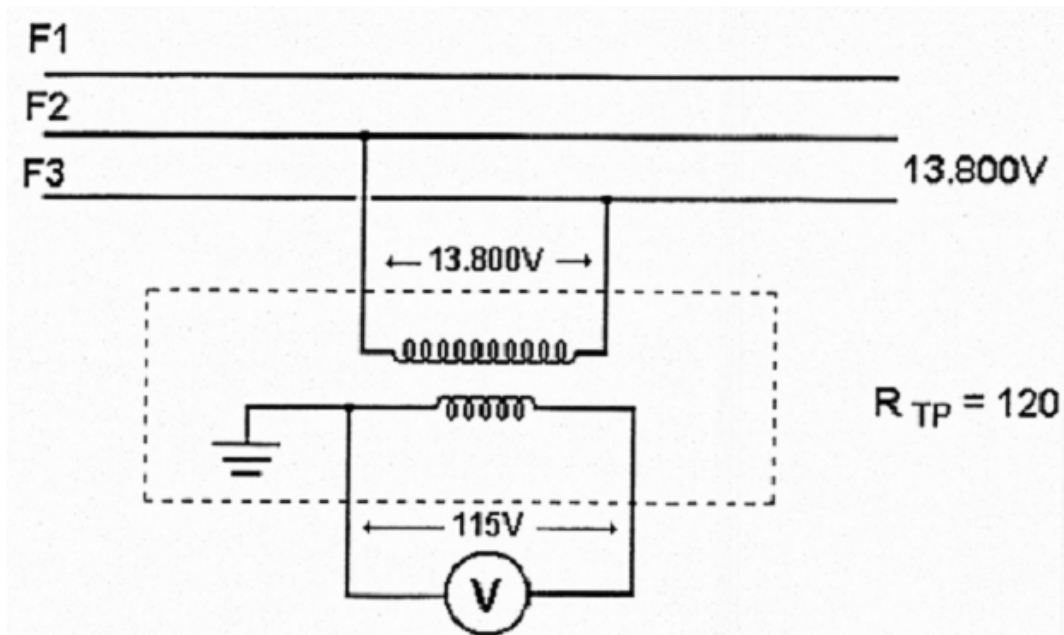 F1
F2
F3
13.800V
13.800V
R TP = 120
115V
V